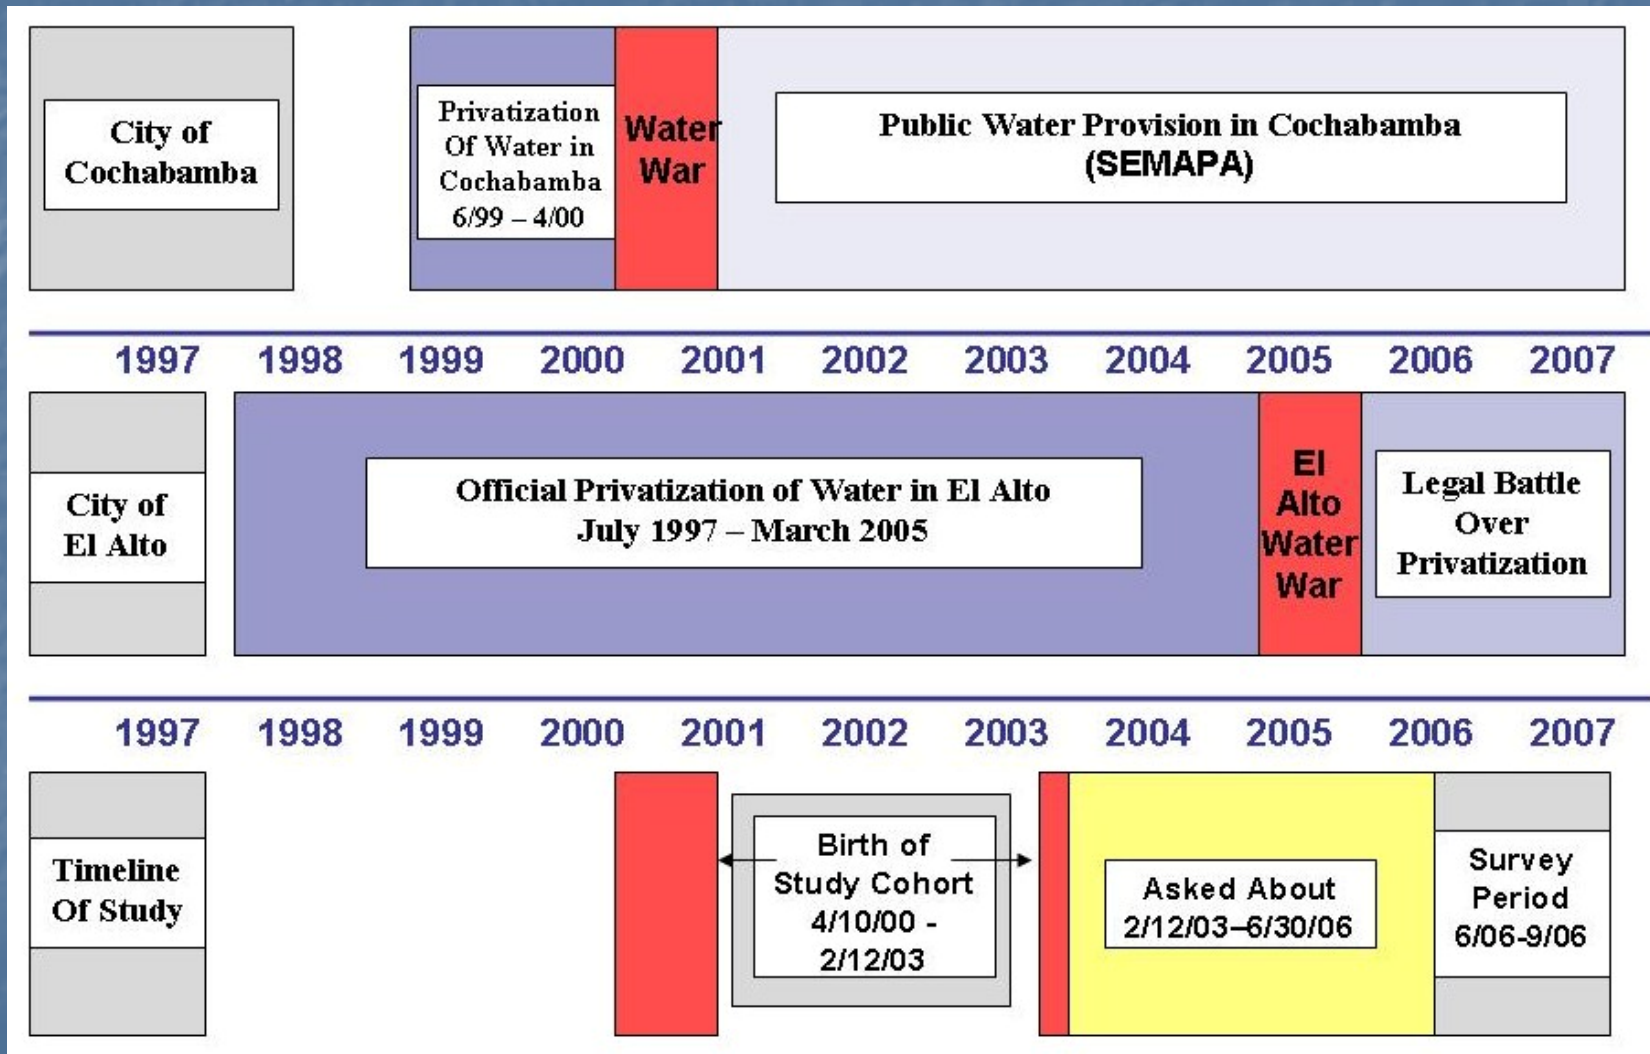 City of
Cochabamba
Privatization
Of Water in
Cochabamba
6/99 – 4/00
Water
War
Public Water Provision in Cochabamba
(SEMAPA)
1997 1998 1999 2000 2001 2002 2003 2004 2005 2006 2007
City of
El Alto
Official Privatization of Water in El Alto
July 1997 – March 2005
El
Alto
Water
War
Legal Battle
Over
Privatization
1997 1998 1999 2000 2001 2002 2003 2004 2005 2006 2007
Timeline
Of Study
Birth of
Study Cohort
4/10/00 -
2/12/03
Asked About
2/12/03–6/30/06
Survey
Period
6/06-9/06